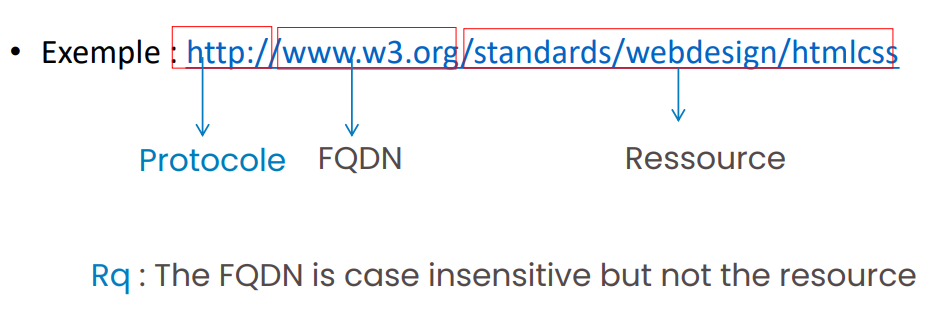 • Exemple : http://www.w3.org/standards/webdesign/htmlcss
Protocole FQDN Ressource
Rq : The FQDN is case insensitive but not the resource